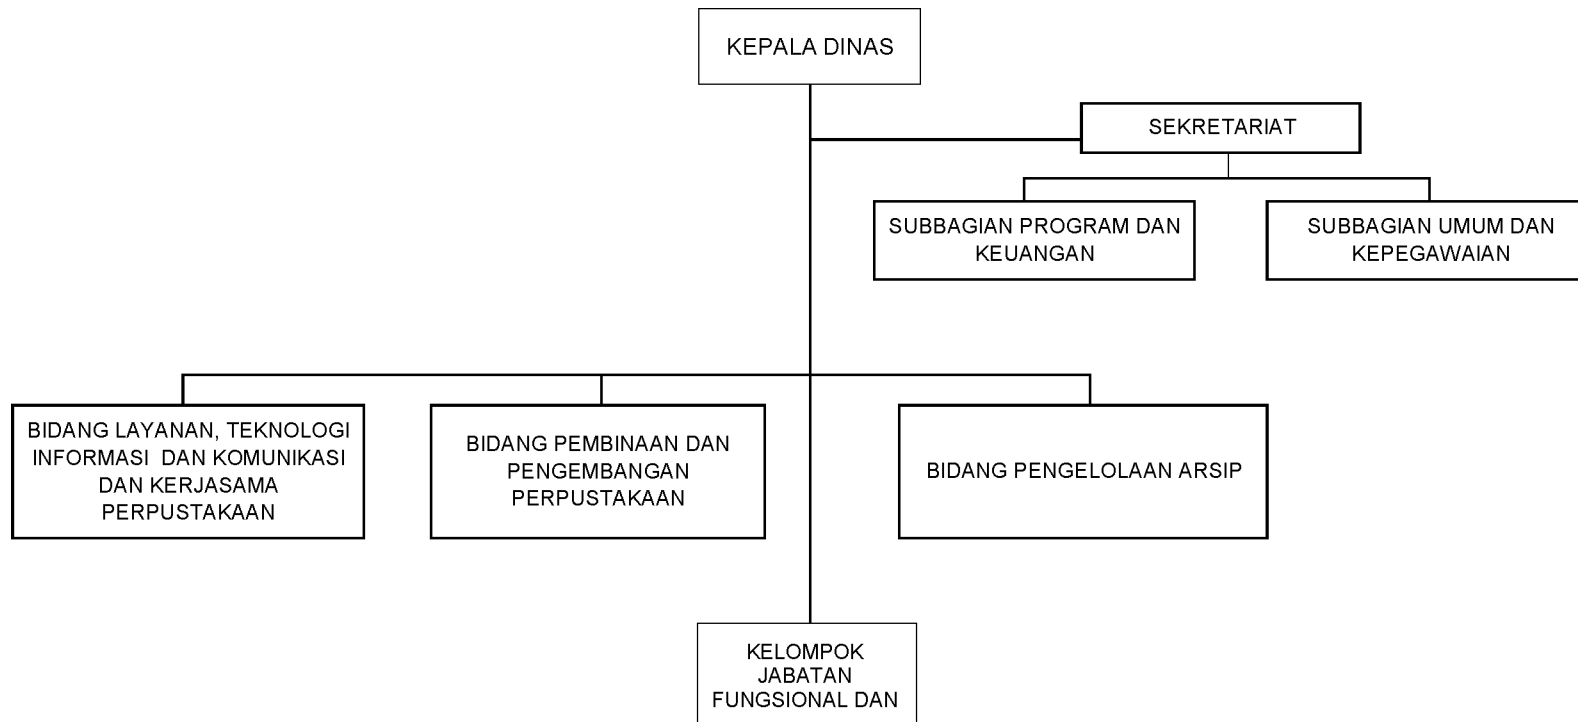 KEPALA DINAS
SEKRETARIAT
SUBBAGIAN PROGRAM DAN
KEUANGAN
SUBBAGIAN UMUM DAN
KEPEGAWAIAN
BIDANG LAYANAN, TEKNOLOGI
INFORMASI DAN KOMUNIKASI
DAN KERJASAMA
PERPUSTAKAAN
BIDANG PEMBINAAN DAN
PENGEMBANGAN
PERPUSTAKAAN
BIDANG PENGELOLAAN ARSIP
KELOMPOK
JABATAN
FUNGSIONAL DAN